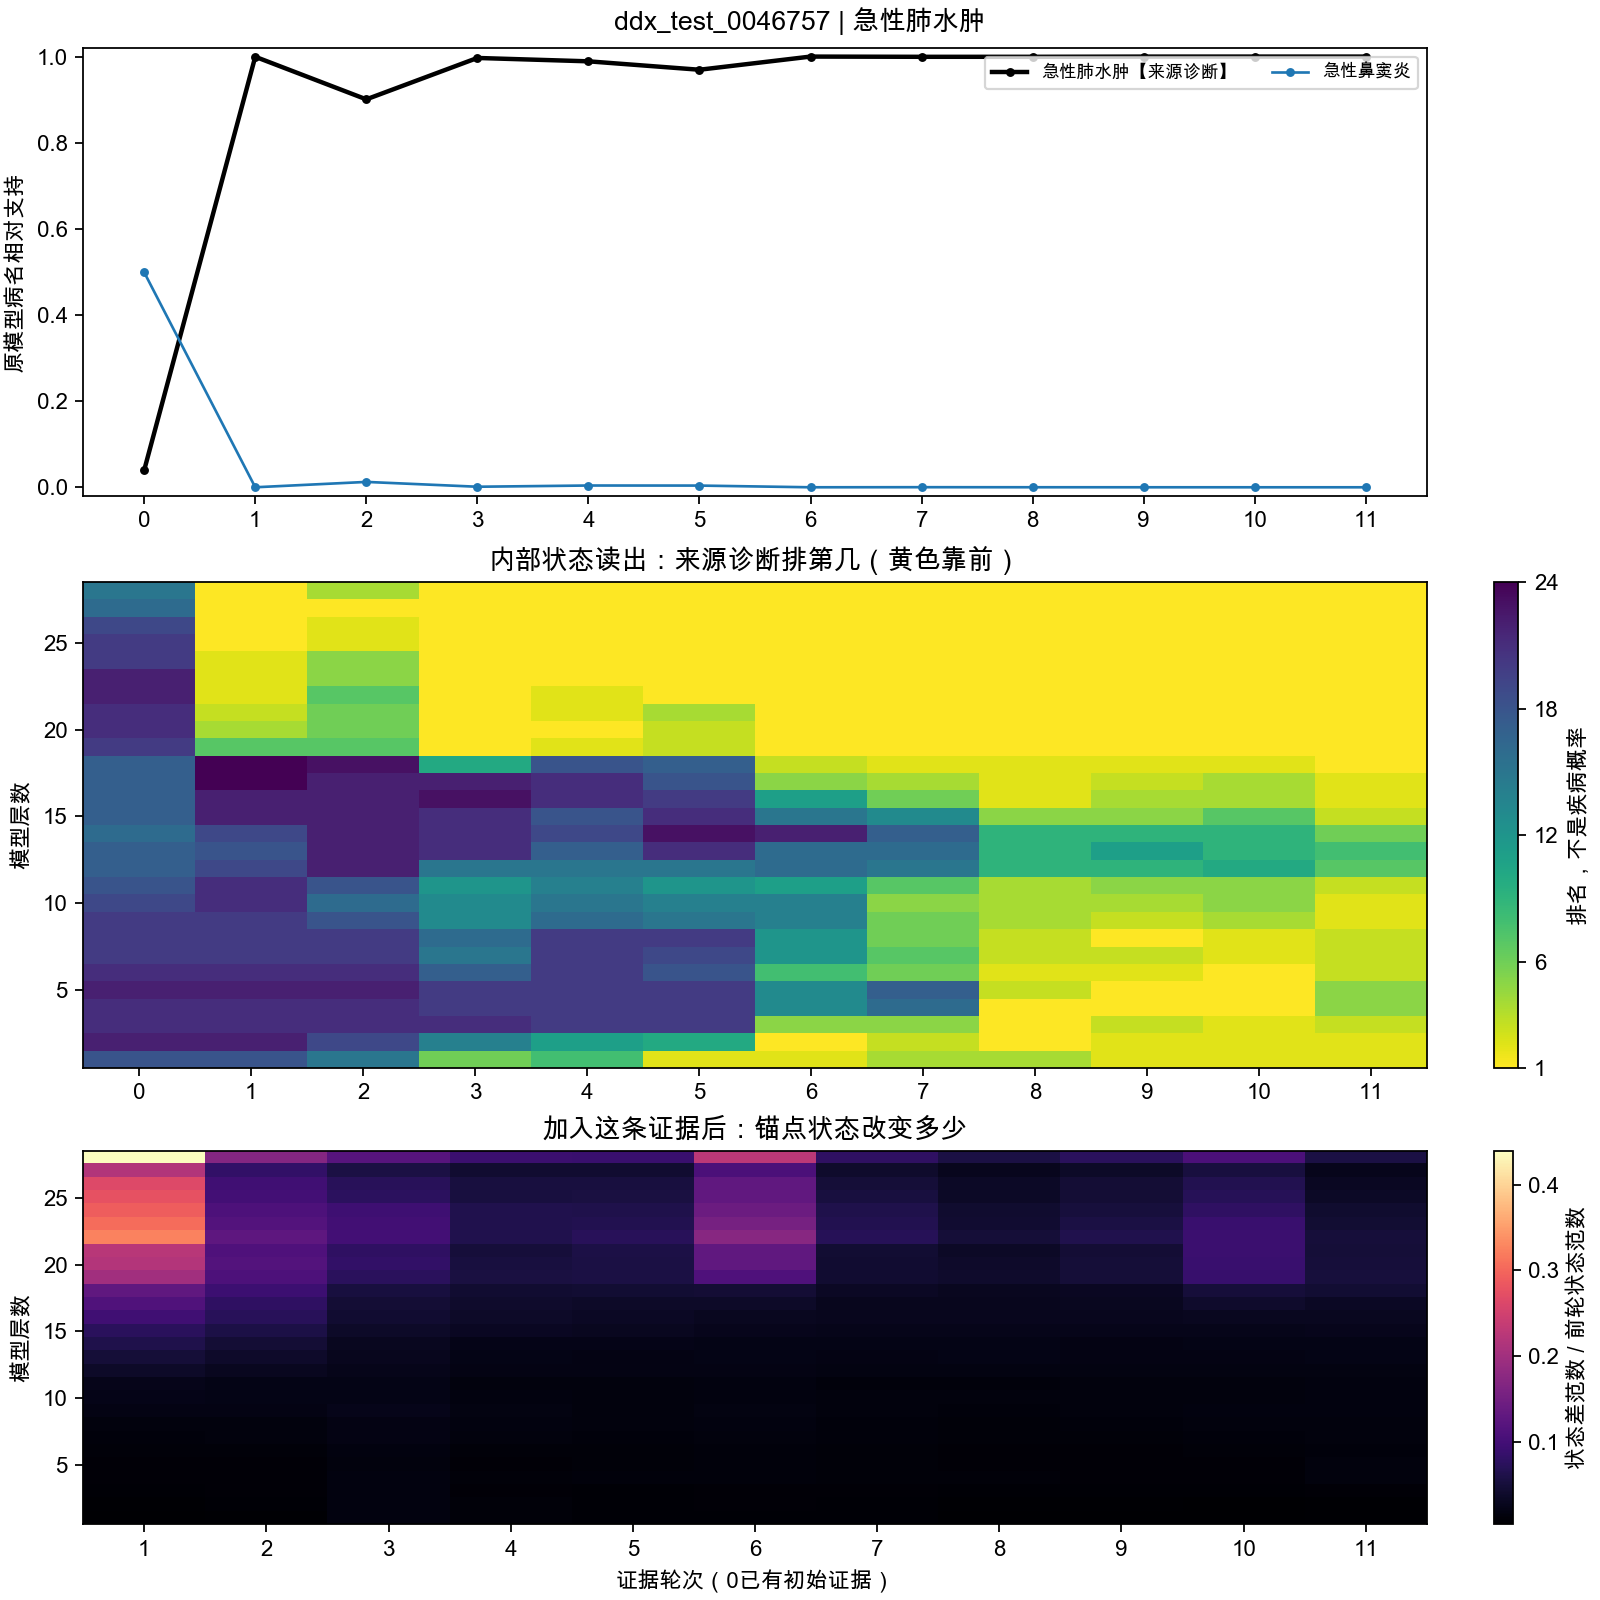 ddx_test_0046757 | 急性肺水肿
原模型病名相对支持
1.0
0.8
0.6
0.4
0.2
0.0
急性肺水肿【来源诊断】
急性鼻窦炎
0 1 2 3 4 5 6 7 8 9 10 11
内部状态读出：来源诊断排第几（黄色靠前）
模型层数
25
20
15
10
5
0 1 2 3 4 5 6 7 8 9 10 11
24
18
12
6
1
排名，不是疾病概率
加入这条证据后：锚点状态改变多少
模型层数
25
20
15
10
5
1 2 3 4 5 6 7 8 9 10 11
证据轮次（0已有初始证据）
0.4
0.3
0.2
0.1
状态差范数 / 前轮状态范数